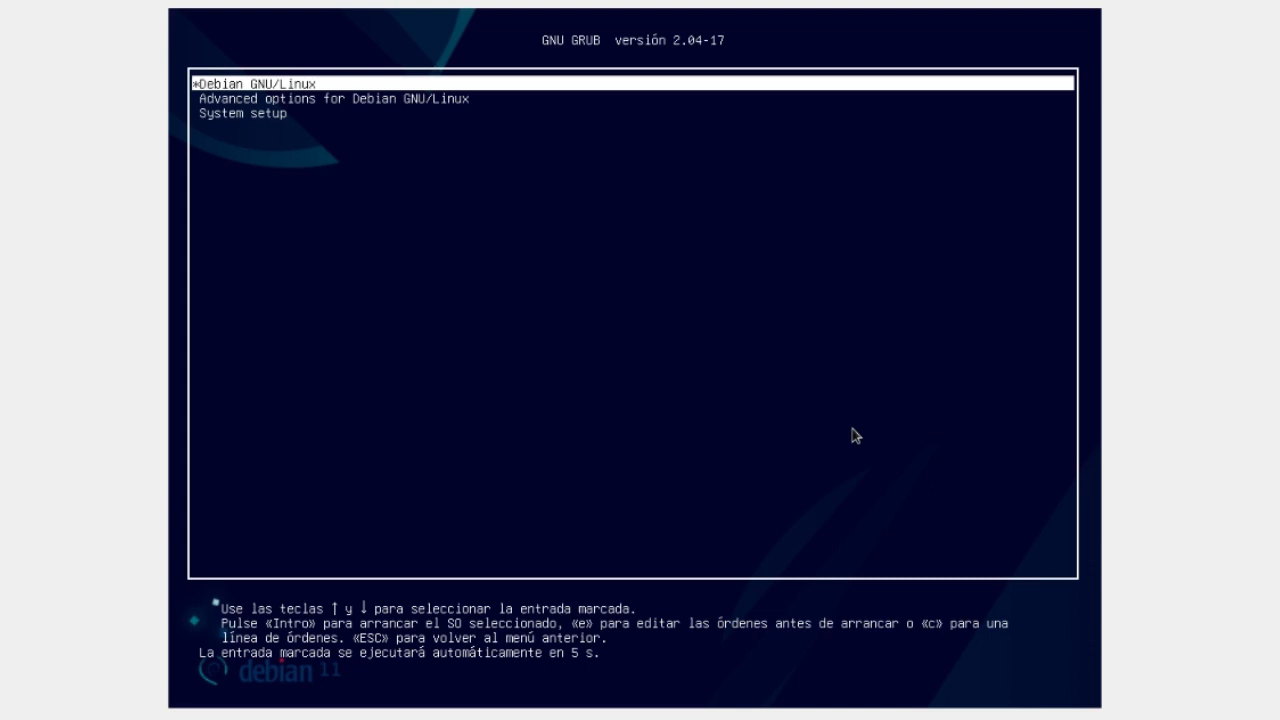 GNU GRUB  versión 2.04-17
*Debian GNU/Linux
Advanced options for Debian GNU/Linux
System setup
Use las teclas ↑ y ↓ para seleccionar la entrada marcada.
Pulse «Intro» para arrancar el SO seleccionado, «e» para editar las órdenes antes de arrancar o «c» para una
línea de órdenes. «ESC» para volver al menú anterior.
La entrada marcada se ejecutará automáticamente en 5 s.
debian 11